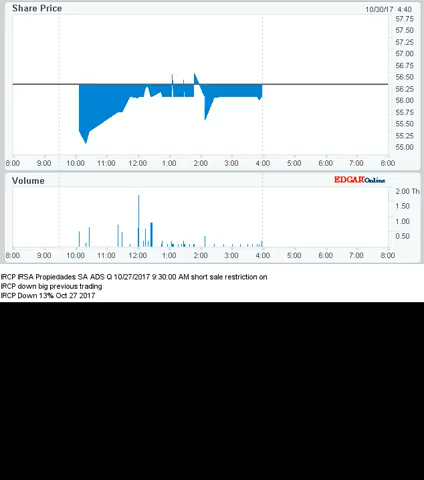 Share Price
10/30/17 4:40
57.75
57.50
57.25
57.00
56.75
56.50
56.25
56.00
55.75
55.50
55.25
55.00
8:00 9:00 10:00 11:00 12:00 1:00 2:00 3:00 4:00 5:00 6:00 7:00 8:00
Volume
EDGAROnline
2.00 Th
1.50
1.00
0.50
8:00 9:00 10:00 11:00 12:00 1:00 2:00 3:00 4:00 5:00 6:00 7:00 8:00
IRCP IRSA Propiedades SA ADS Q 10/27/2017 9:30:00 AM short sale restriction on
IRCP down big previous trading
IRCP Down 13% Oct 27 2017